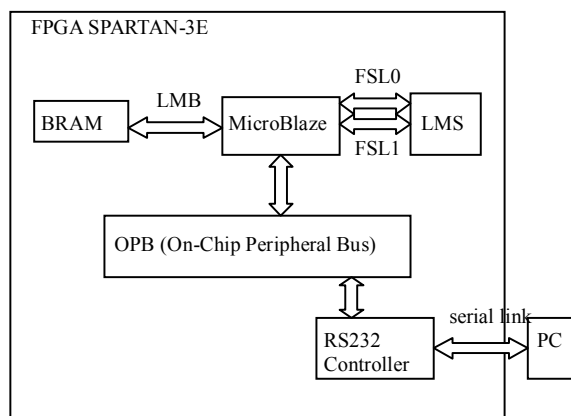 FPGA SPARTAN-3E
FSL0
LMB
BRAM
MicroBlaze
LMS
FSL1
OPB (On-Chip Peripheral Bus)
serial link
RS232
Controller
PC